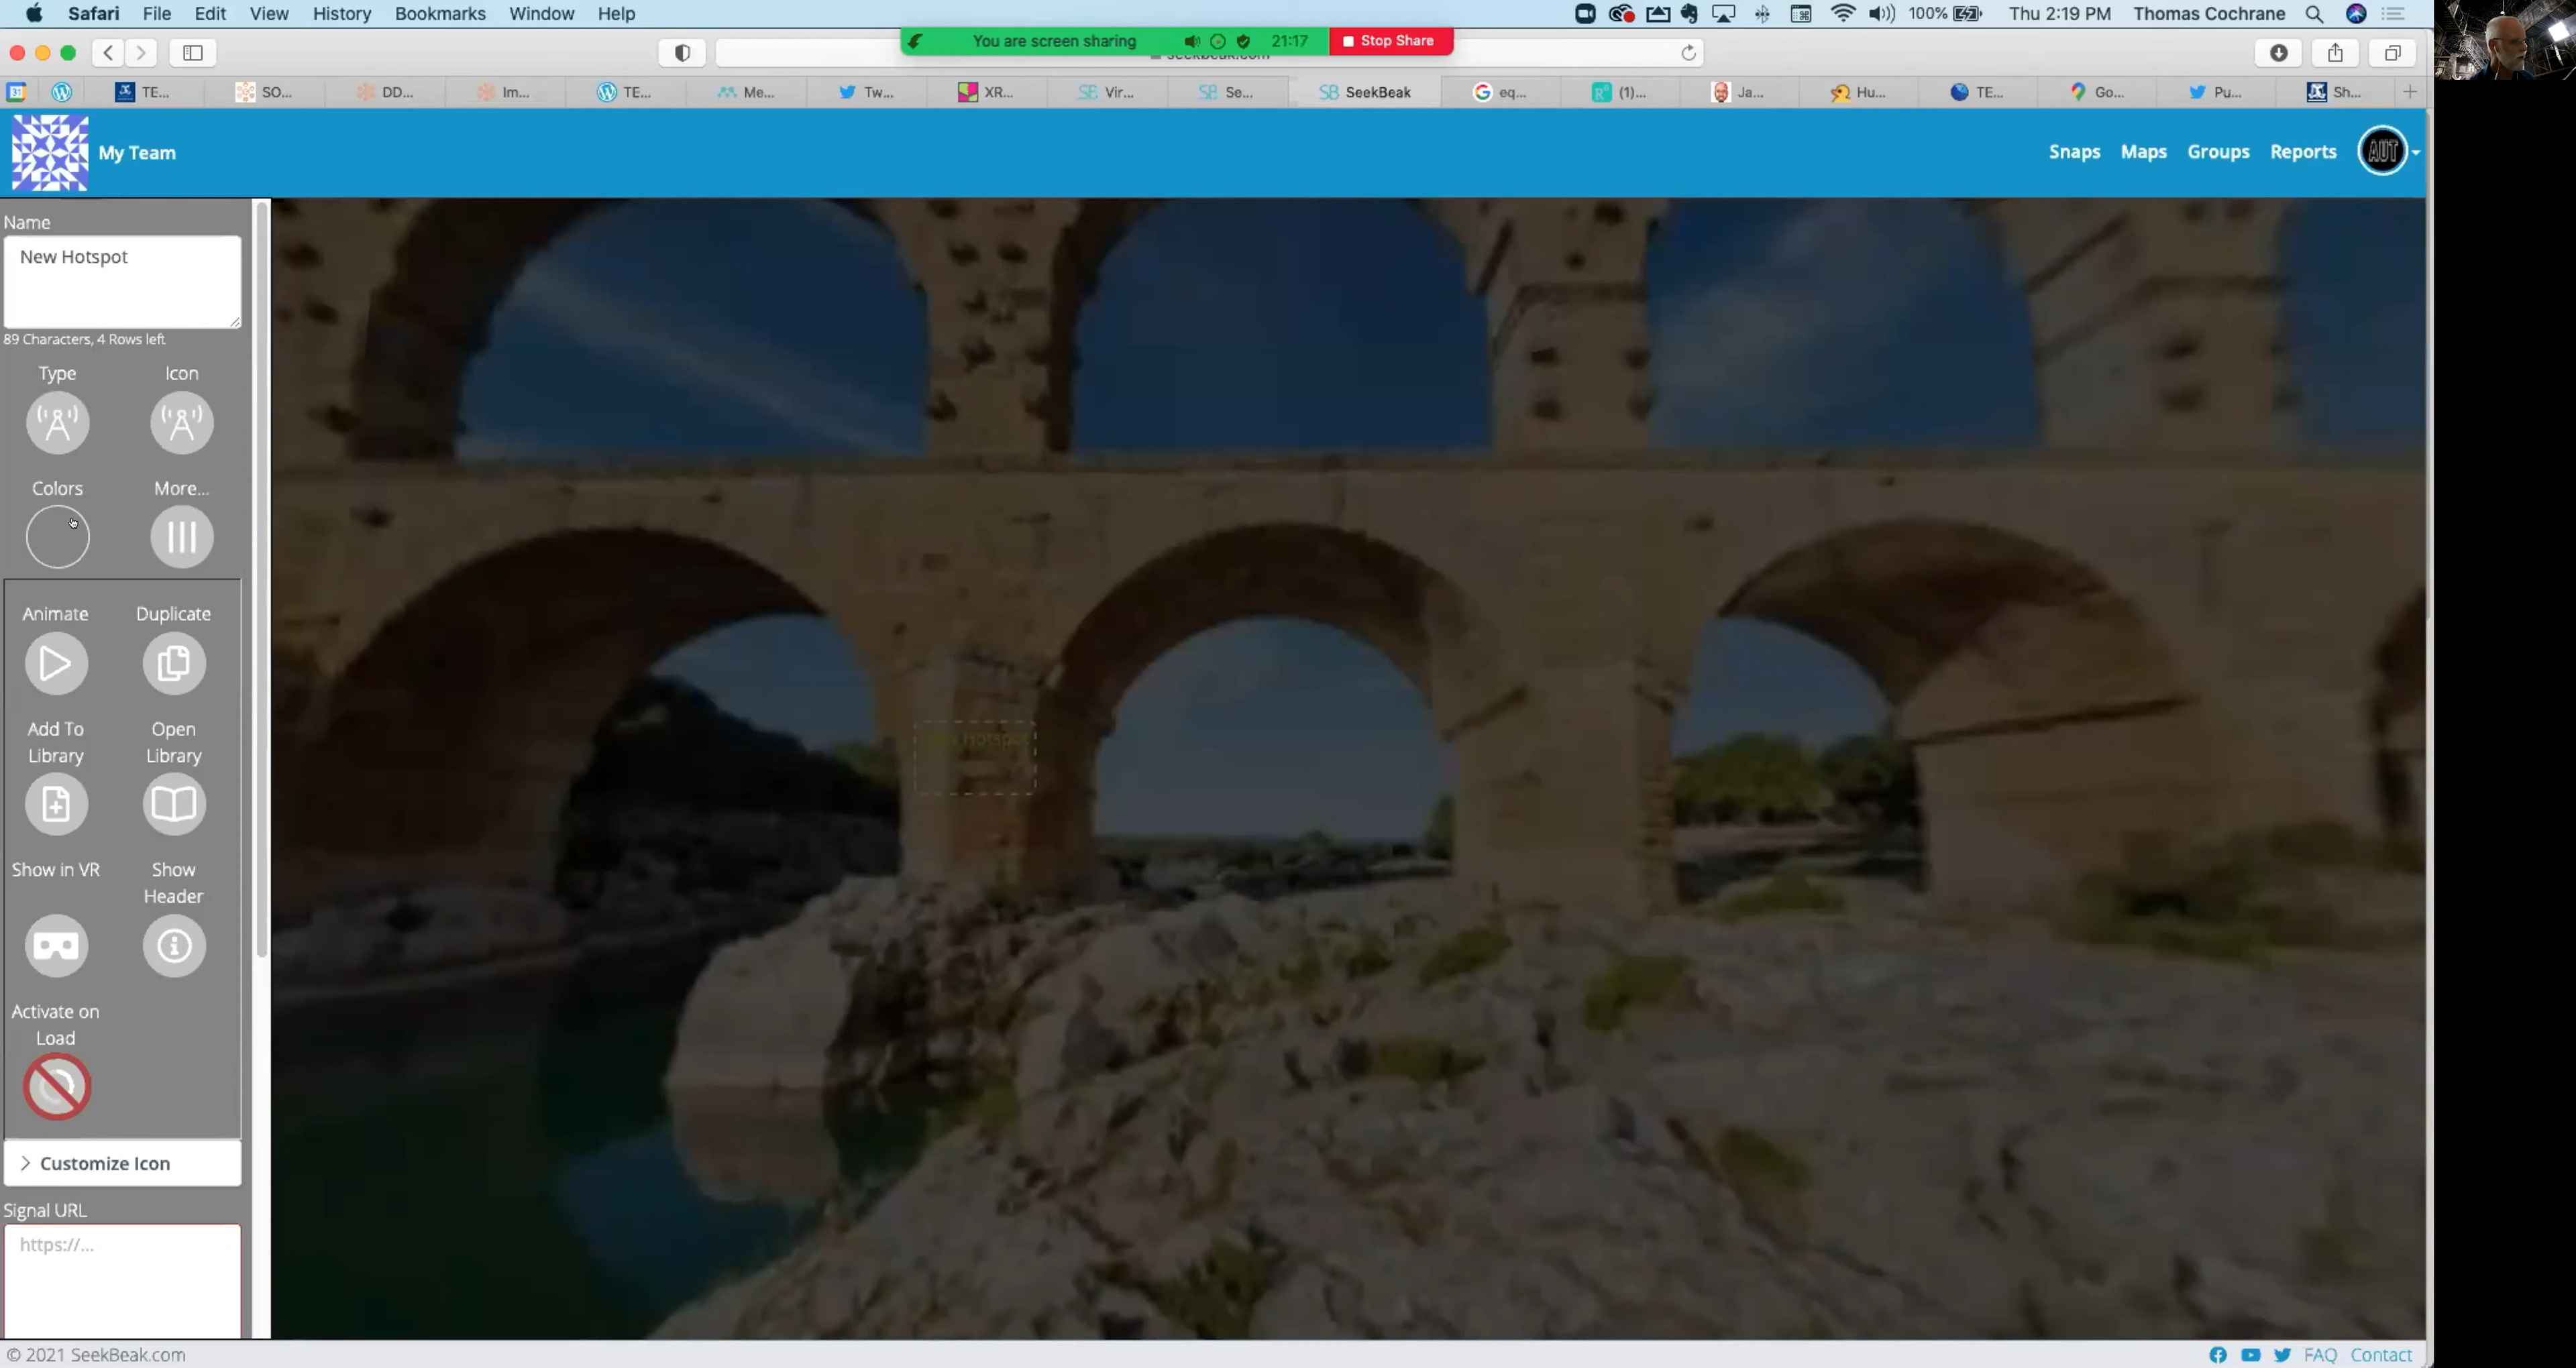 Safari File Edit View History Bookmarks Window Help 100% Thu 2:19 PM Thomas Cochrane
You are screen sharing 21:17 Stop Share
31 TE... SO... DD... Im... TE... Me... Tw... XR... Vir... Se... SeekBeak eq... (1)... Ja... Hu... TE... Go... Pu... Sh...
My Team Snaps Maps Groups Reports AUT
Name
New Hotspot
89 Characters, 4 Rows left
Type Icon
Colors More...
Animate Duplicate
Add To Library Open Library
New Hotspot
Show in VR Show Header
Activate on Load
Customize Icon
Signal URL
https://...
© 2021 SeekBeak.com FAQ Contact